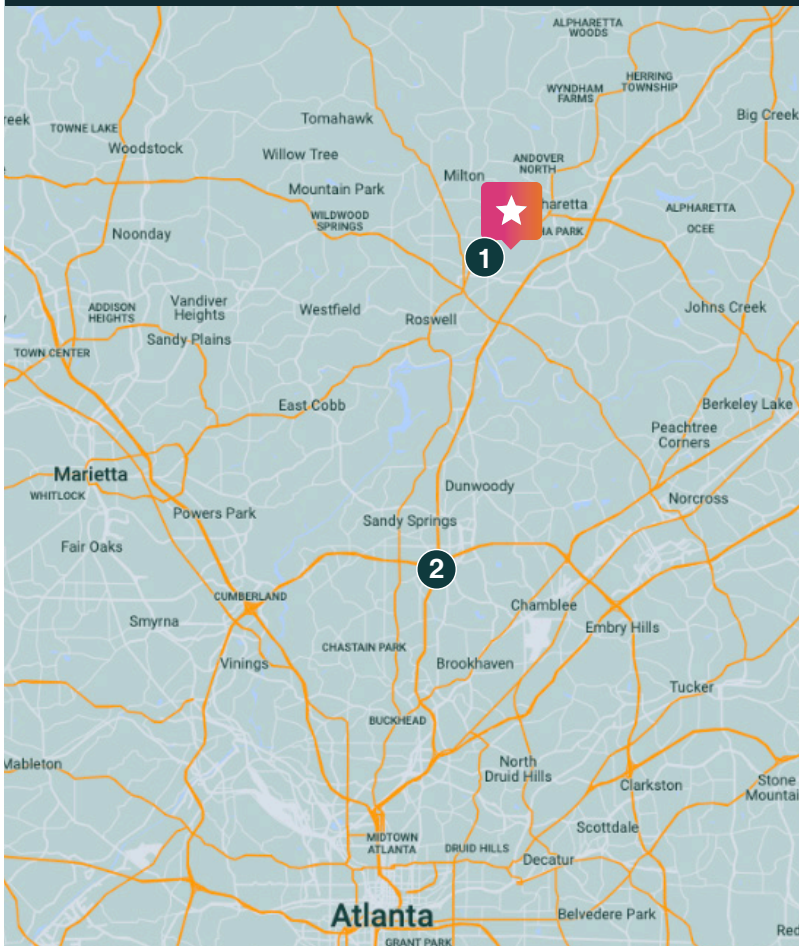 ALPHARETTA
WOODS
HERRING
TOWNSHIP
WYNDHAM
FARMS
Big Creek
reek
TOWNE LAKE
Tomahawk
Woodstock
Willow Tree
ANDOVER
NORTH
Milton
Mountain Park
haretta
ALPHARETTA
OCEE
WILDWOOD
SPRINGS
HA PARK
Noonday
1
ADDISON
HEIGHTS
Vandiver
Heights
Westfield
Johns Creek
Roswell
Sandy Plains
TOWN CENTER
East Cobb
Berkeley Lake
Peachtree
Corners
Marietta
WHITLOCK
Dunwoody
Norcross
Powers Park
Sandy Springs
Fair Oaks
2
CUMBERLAND
Chamblee
Smyrna
Embry Hills
CHASTAIN PARK
Vinings
Brookhaven
Tucker
BUCKHEAD
Mableton
North
Druid Hills
Clarkston
Stone
Mountai
Scottdale
MIDTOWN
ATLANTA
DRUID HILLS
Decatur
Atlanta
Belvedere Park
GRANT PARK
Red